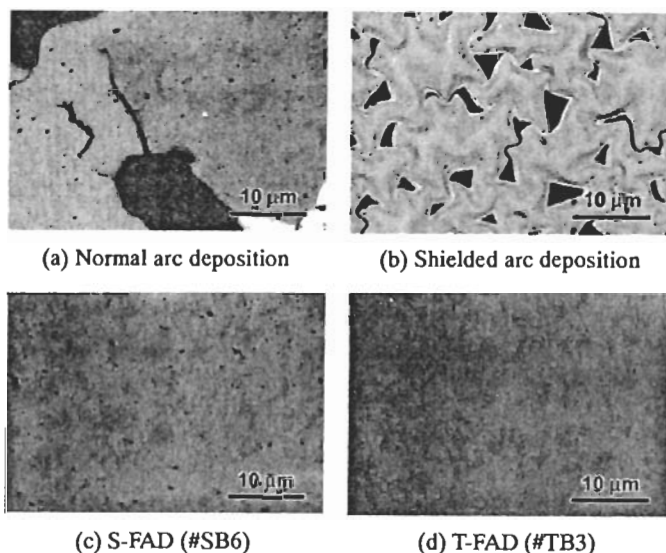 10 μm
10 μm
(a) Normal arc deposition
(b) Shielded arc deposition
10 μm
10 μm
(c) S-FAD (#SB6)
(d) T-FAD (#TB3)